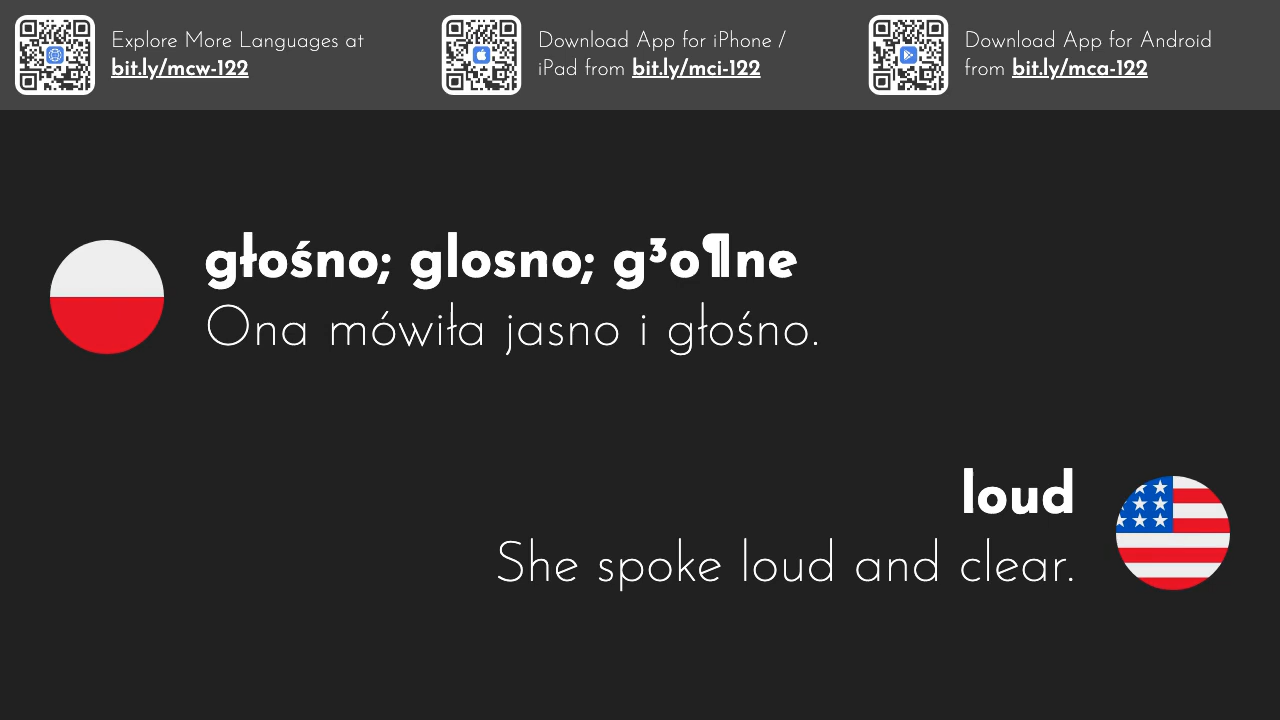 Explore More Languages at
bit.ly/mcw-122
Download App for iPhone /
iPad from bit.ly/mci-122
Download App for Android
from bit.ly/mca-122
głośno; glosno; g³o¶ne
Ona mówiła jasno i głośno.
loud
She spoke loud and clear.